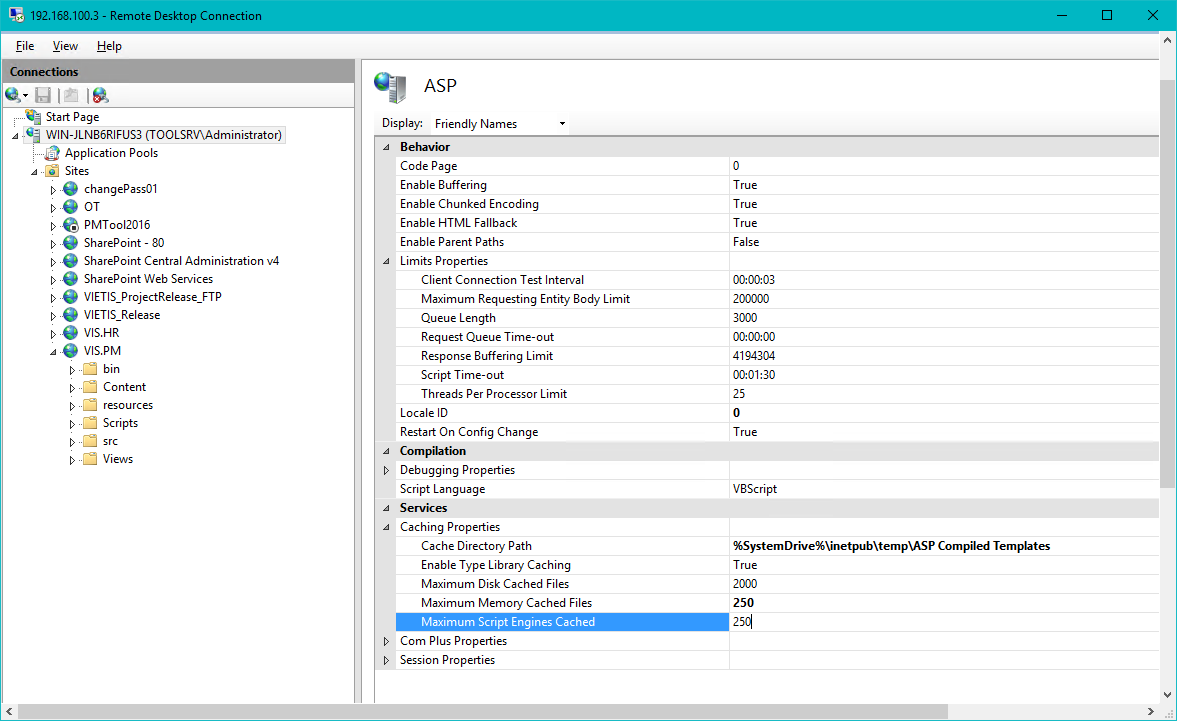 192.168.100.3 - Remote Desktop Connection
File View Help
Connections
Start Page
WIN-JLNB6RIFUS3 (TOOLSRV\Administrator)
Application Pools
Sites
changePass01
OT
PMTool2016
SharePoint - 80
SharePoint Central Administration v4
SharePoint Web Services
VIETIS_ProjectRelease_FTP
VIETIS_Release
VIS.HR
VIS.PM
bin
Content
resources
Scripts
src
Views
ASP
Display: Friendly Names
Behavior
Code Page 0
Enable Buffering True
Enable Chunked Encoding True
Enable HTML Fallback True
Enable Parent Paths False
Limits Properties
Client Connection Test Interval 00:00:03
Maximum Requesting Entity Body Limit 200000
Queue Length 3000
Request Queue Time-out 00:00:00
Response Buffering Limit 4194304
Script Time-out 00:01:30
Threads Per Processor Limit 25
Locale ID 0
Restart On Config Change True
Compilation
Debugging Properties
Script Language VBScript
Services
Caching Properties
Cache Directory Path %SystemDrive%\inetpub\temp\ASP Compiled Templates
Enable Type Library Caching True
Maximum Disk Cached Files 2000
Maximum Memory Cached Files 250
Maximum Script Engines Cached 250
Com Plus Properties
Session Properties